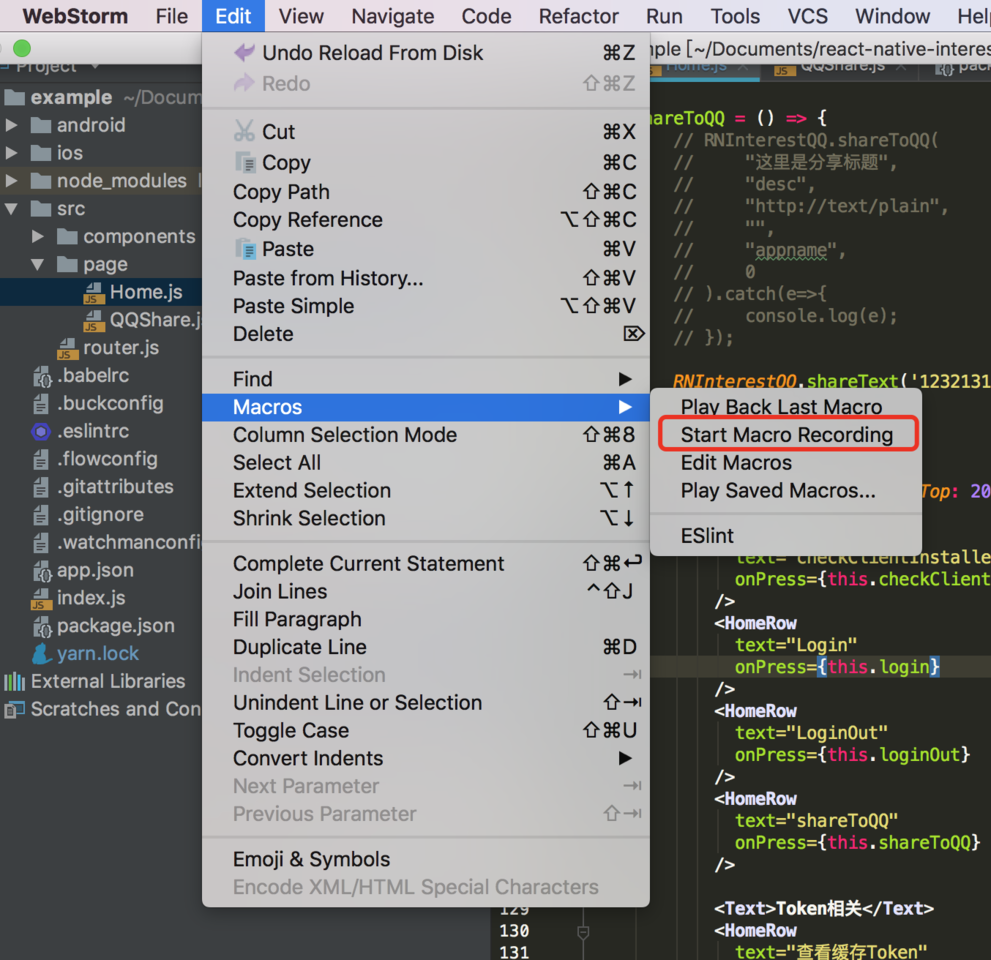 WebStorm File Edit View Navigate Code Refactor Run Tools VCS Window Help
mple [~/Documents/react-native-interes
Project
Home.js QQShare.js pack
example ~/Docum
android
ios
node_modules
src
components
page
Home.js
QQShare.js
router.js
.babelrc
.buckconfig
.eslintrc
.flowconfig
.gitattributes
.gitignore
.watchmanconfi
app.json
index.js
package.json
yarn.lock
External Libraries
Scratches and Con
Undo Reload From Disk ⌘Z
Redo ⇧⌘Z
Cut ⌘X
Copy ⌘C
Copy Path ⇧⌘C
Copy Reference ⌥⇧⌘C
Paste ⌘V
Paste from History... ⇧⌘V
Paste Simple ⌥⇧⌘V
Delete ⌦
Find ▶
Macros ▶
Column Selection Mode ⇧⌘8
Select All ⌘A
Extend Selection ⌥↑
Shrink Selection ⌥↓
Complete Current Statement ⇧⌘↩
Join Lines ^⇧J
Fill Paragraph
Duplicate Line ⌘D
Indent Selection ⇥
Unindent Line or Selection ⇧⇥
Toggle Case ⇧⌘U
Convert Indents ▶
Next Parameter ⇥
Previous Parameter ⇧⇥
Emoji & Symbols
Encode XML/HTML Special Characters
Play Back Last Macro
Start Macro Recording
Edit Macros
Play Saved Macros...
ESlint
hareToQQ = () => {
// RNInterestQQ.shareToQQ(
// "这里是分享标题",
// "desc",
// "http://text/plain",
// "",
// "appname",
// 0
// ).catch(e=>{
// console.log(e);
// });
RNInterestQQ.shareText('1232131
Top: 20
text="checkClientInstalle
onPress={this.checkClient
/>
<HomeRow
text="Login"
onPress={this.login}
/>
<HomeRow
text="LoginOut"
onPress={this.loginOut}
/>
<HomeRow
text="shareToQQ"
onPress={this.shareToQQ}
/>
129 <Text>Token相关</Text>
130 <HomeRow
131 text="查看缓存Token"